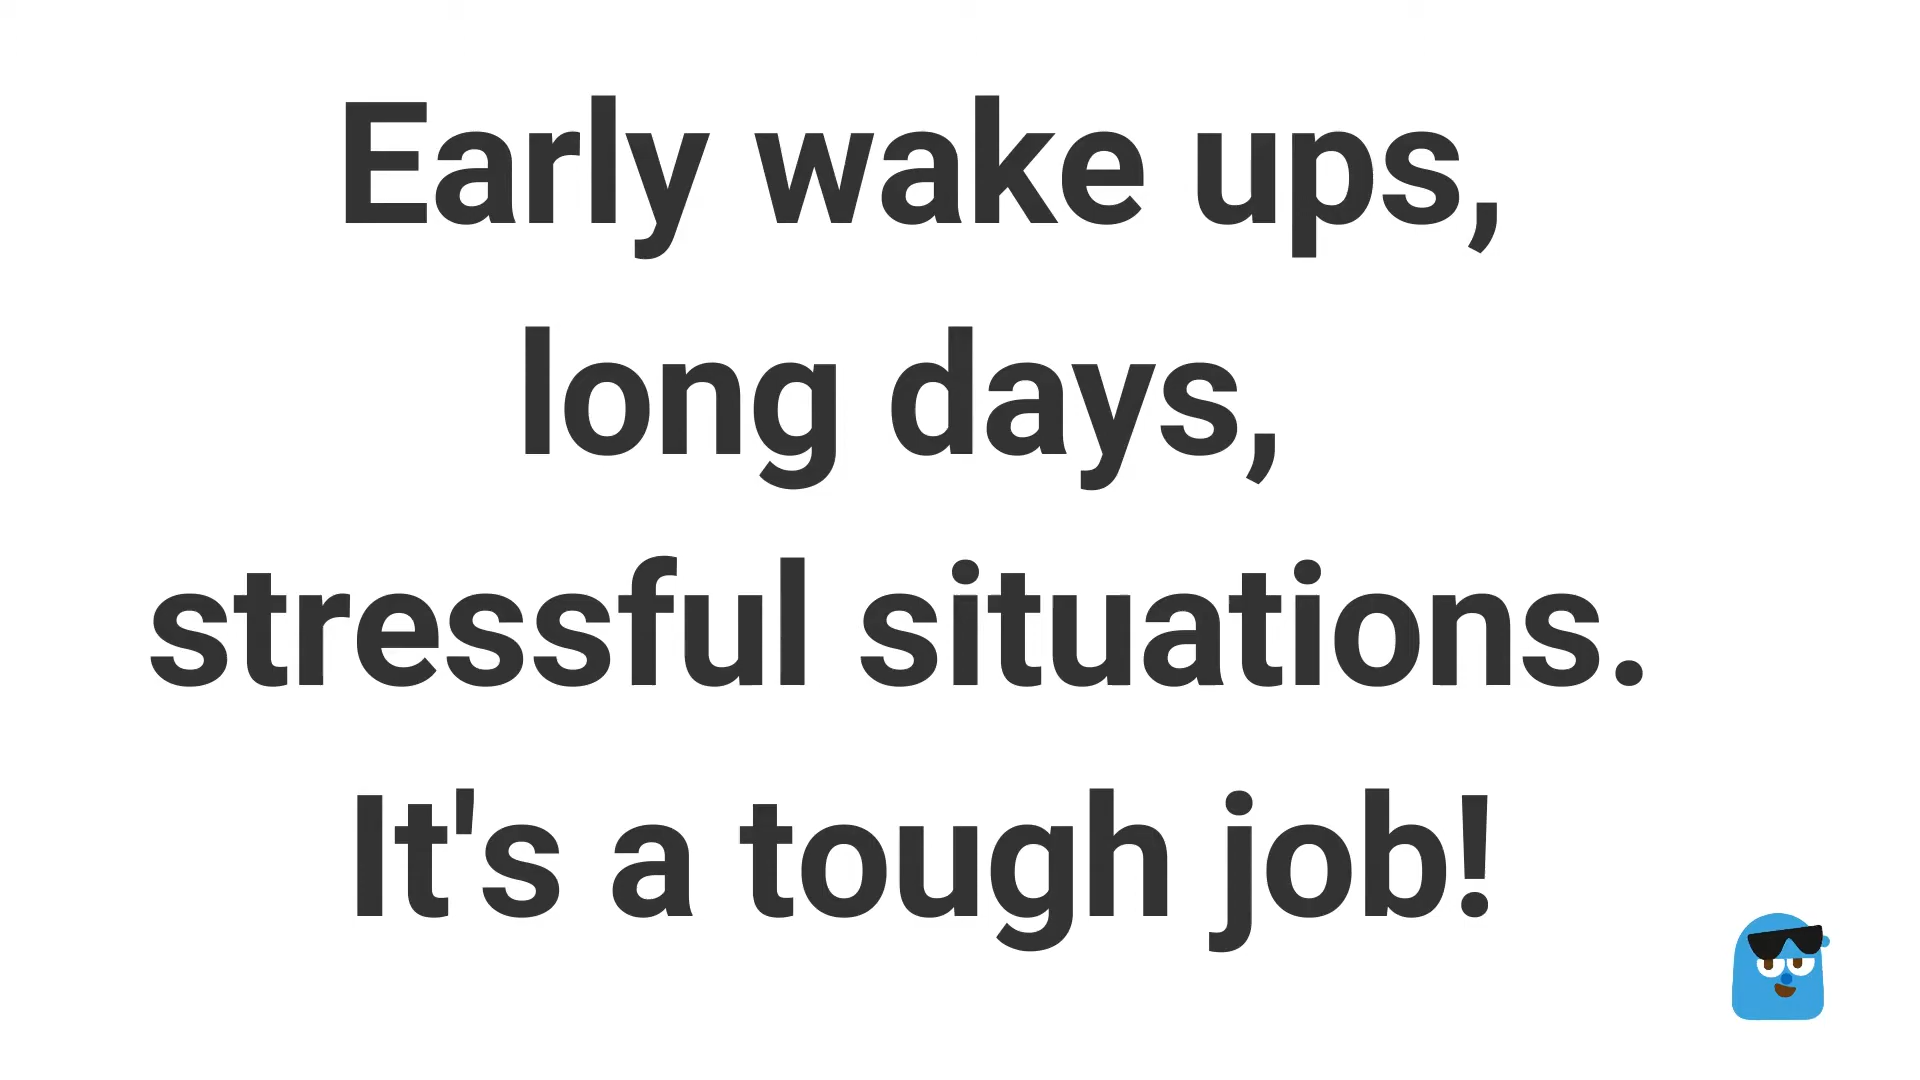 Early wake ups,
long days,
stressful situations.
It's a tough job!